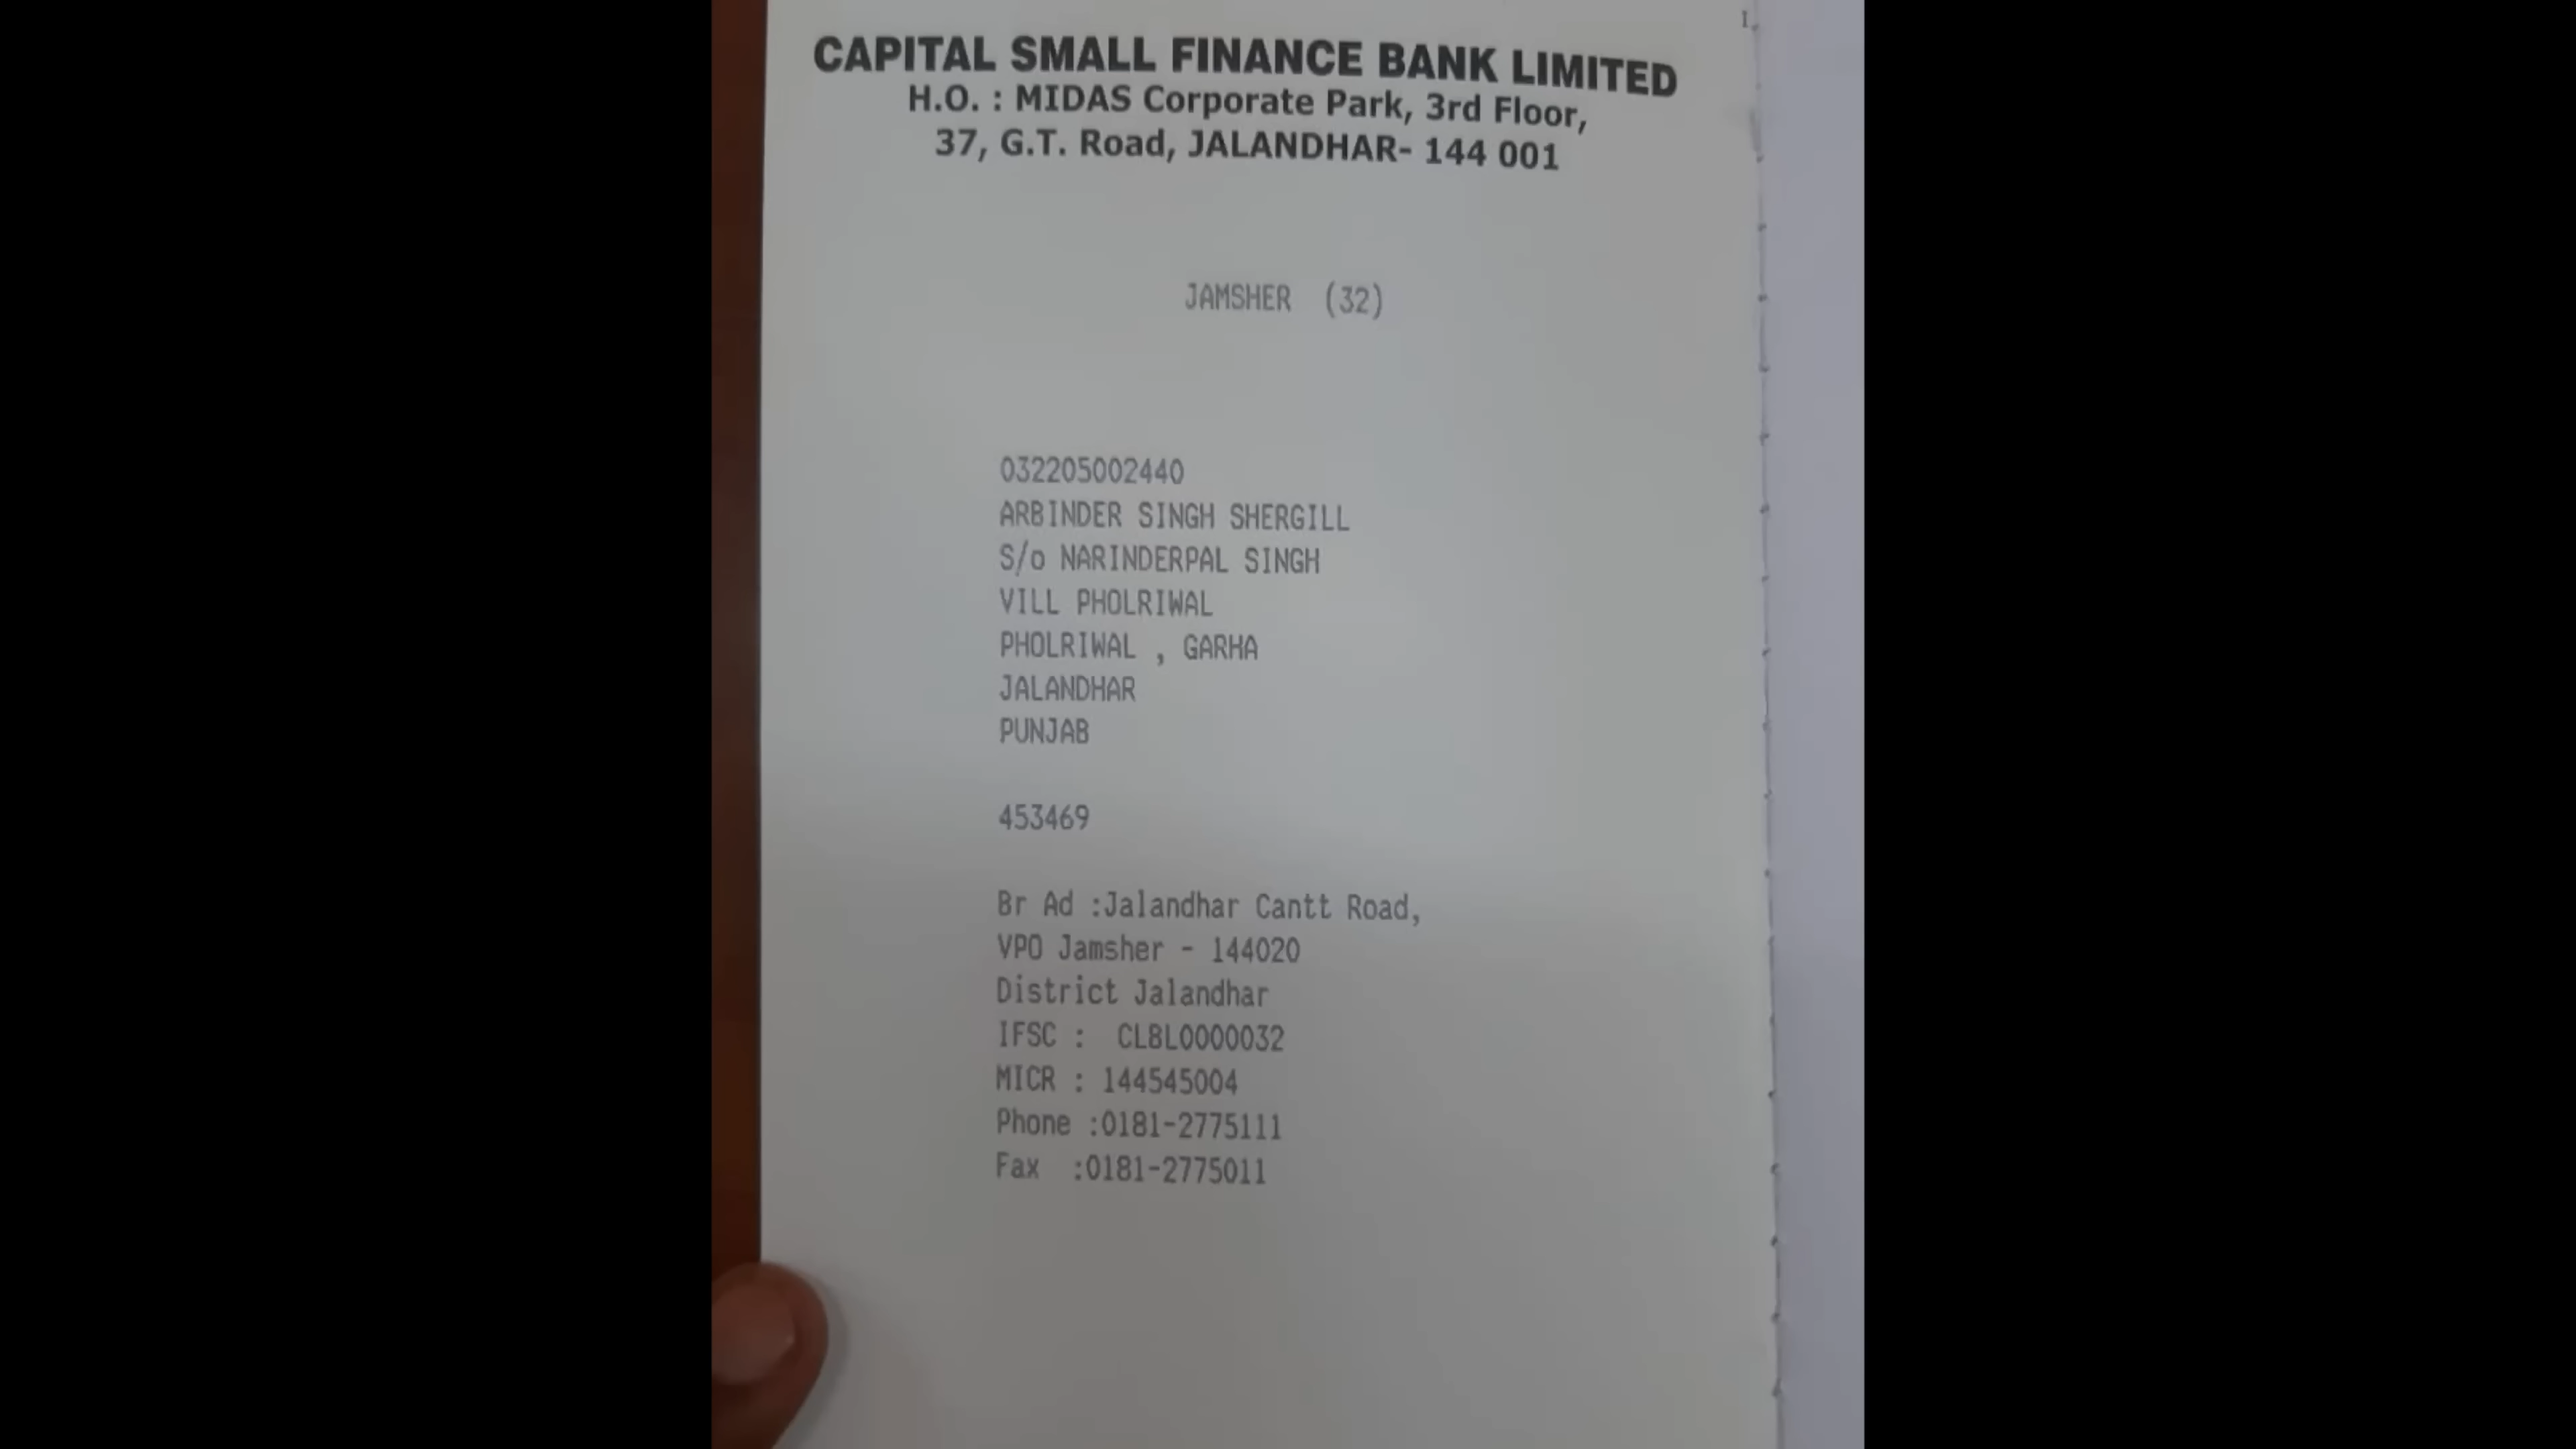 1
CAPITAL SMALL FINANCE BANK LIMITED
H.O. : MIDAS Corporate Park, 3rd Floor,
37, G.T. Road, JALANDHAR- 144 001
JAMSHER (32)
032205002440
ARBINDER SINGH SHERGILL
S/o NARINDERPAL SINGH
VILL PHOLRIWAL
PHOLRIWAL , GARHA
JALANDHAR
PUNJAB
453469
Br Ad :Jalandhar Cantt Road,
VPO Jamsher - 144020
District Jalandhar
IFSC : CLBL0000032
MICR : 144545004
Phone :0181-2775111
Fax :0181-2775011